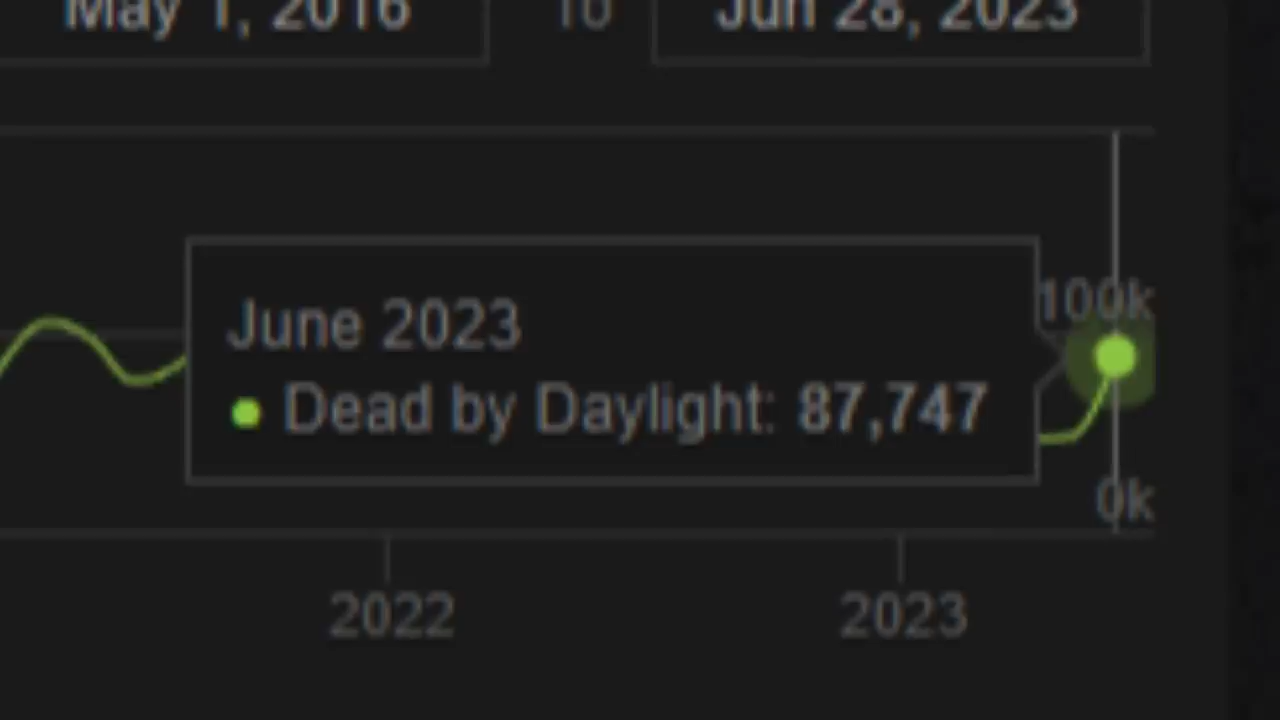 May 1, 2016 To Jun 28, 2023
100k
June 2023
Dead by Daylight: 87,747
0k
2022 2023